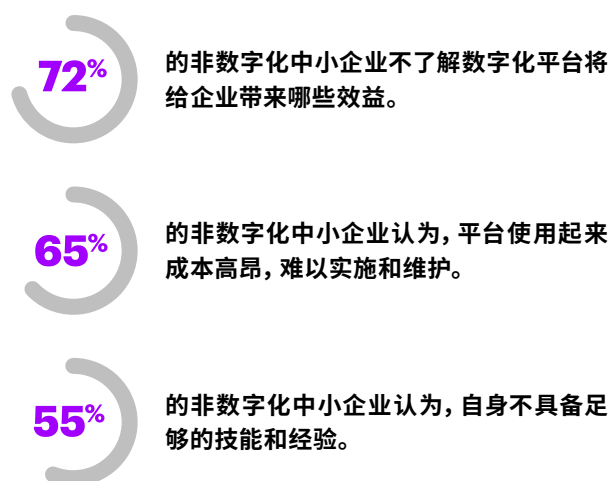 72%
的非数字化中小企业不了解数字化平台将
给企业带来哪些效益。
65%
的非数字化中小企业认为，平台使用起来
成本高昂，难以实施和维护。
55%
的非数字化中小企业认为，自身不具备足
够的技能和经验。